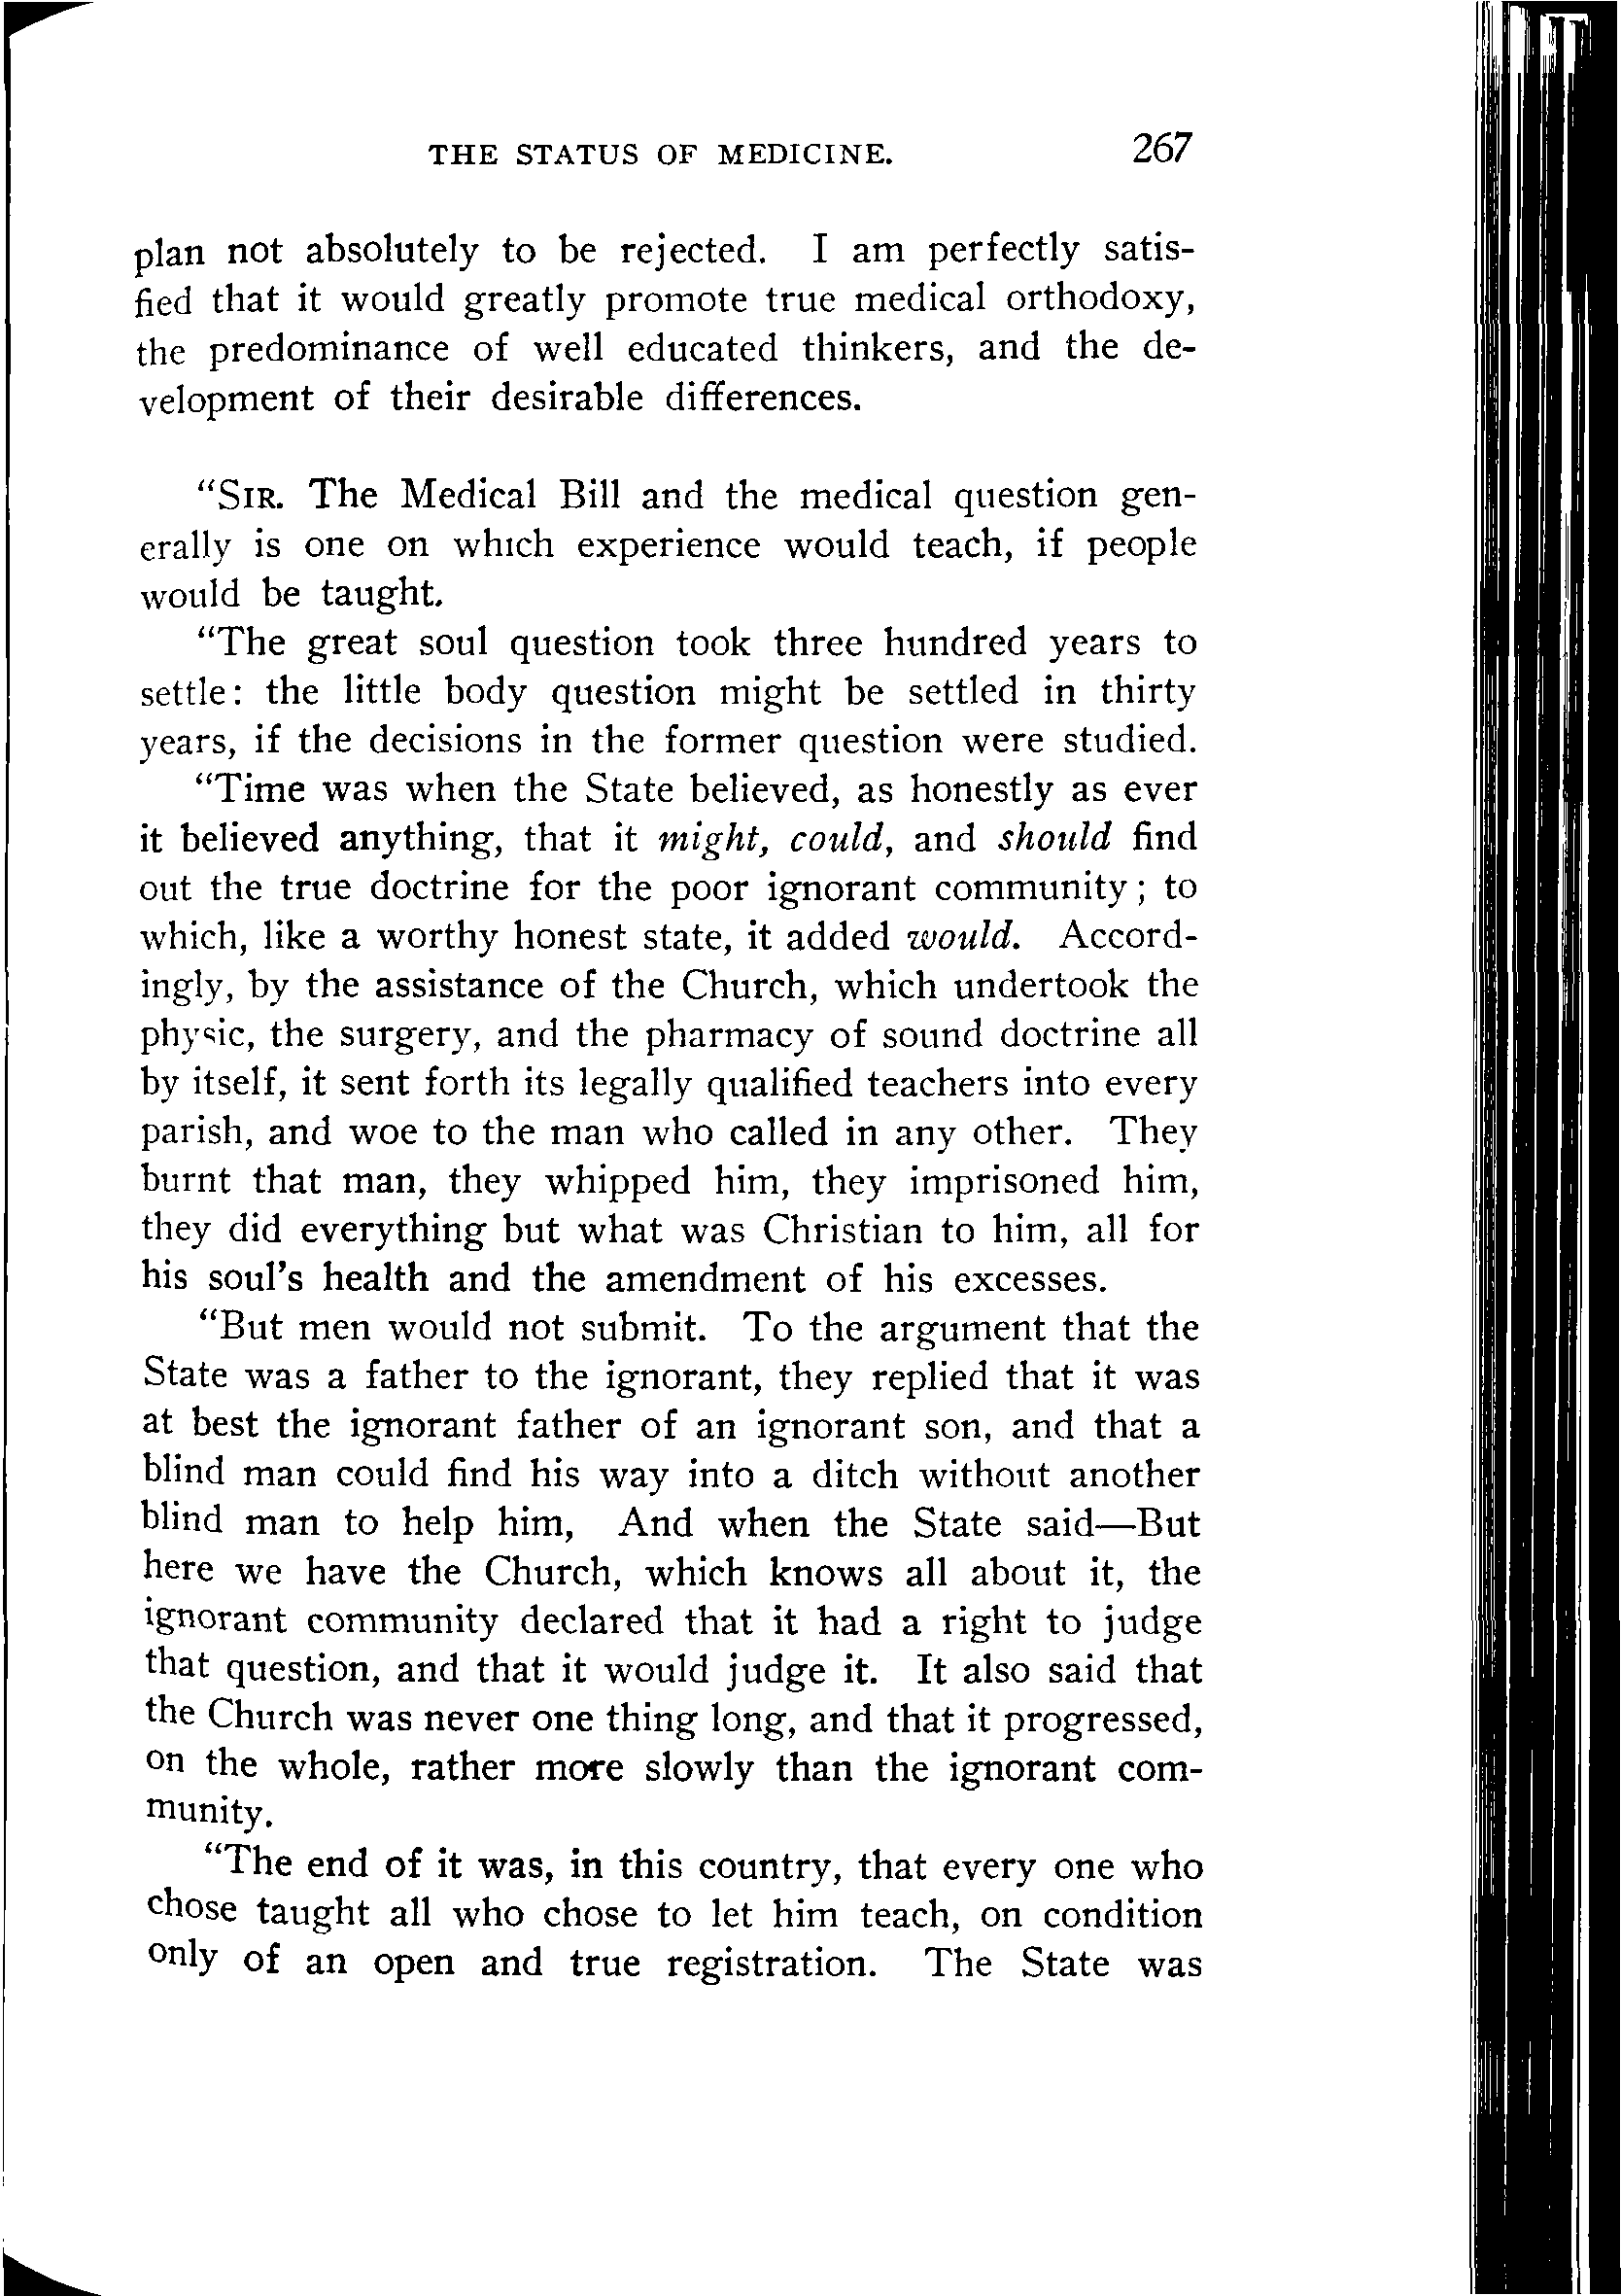 THE STATUS OF MEDICINE. 267
plan not absolutely to be rejected. I am perfectly satis-
fied that it would greatly promote true medical orthodoxy,
the predominance of well educated thinkers, and the de-
velopment of their desirable differences.
“SIR. The Medical Bill and the medical question gen-
erally is one on which experience would teach, if people
would be taught.
“The great soul question took three hundred years to
settle: the little body question might be settled in thirty
years, if the decisions in the former question were studied.
“Time was when the State believed, as honestly as ever
it believed anything, that it might, could, and should find
out the true doctrine for the poor ignorant community; to
which, like a worthy honest state, it added would. Accord-
ingly, by the assistance of the Church, which undertook the
physic, the surgery, and the pharmacy of sound doctrine all
by itself, it sent forth its legally qualified teachers into every
parish, and woe to the man who called in any other. They
burnt that man, they whipped him, they imprisoned him,
they did everything but what was Christian to him, all for
his soul's health and the amendment of his excesses.
“But men would not submit. To the argument that the
State was a father to the ignorant, they replied that it was
at best the ignorant father of an ignorant son, and that a
blind man could find his way into a ditch without another
blind man to help him, And when the State said—But
here we have the Church, which knows all about it, the
ignorant community declared that it had a right to judge
that question, and that it would judge it. It also said that
the Church was never one thing long, and that it progressed,
on the whole, rather more slowly than the ignorant com-
munity.
“The end of it was, in this country, that every one who
chose taught all who chose to let him teach, on condition
only of an open and true registration. The State was